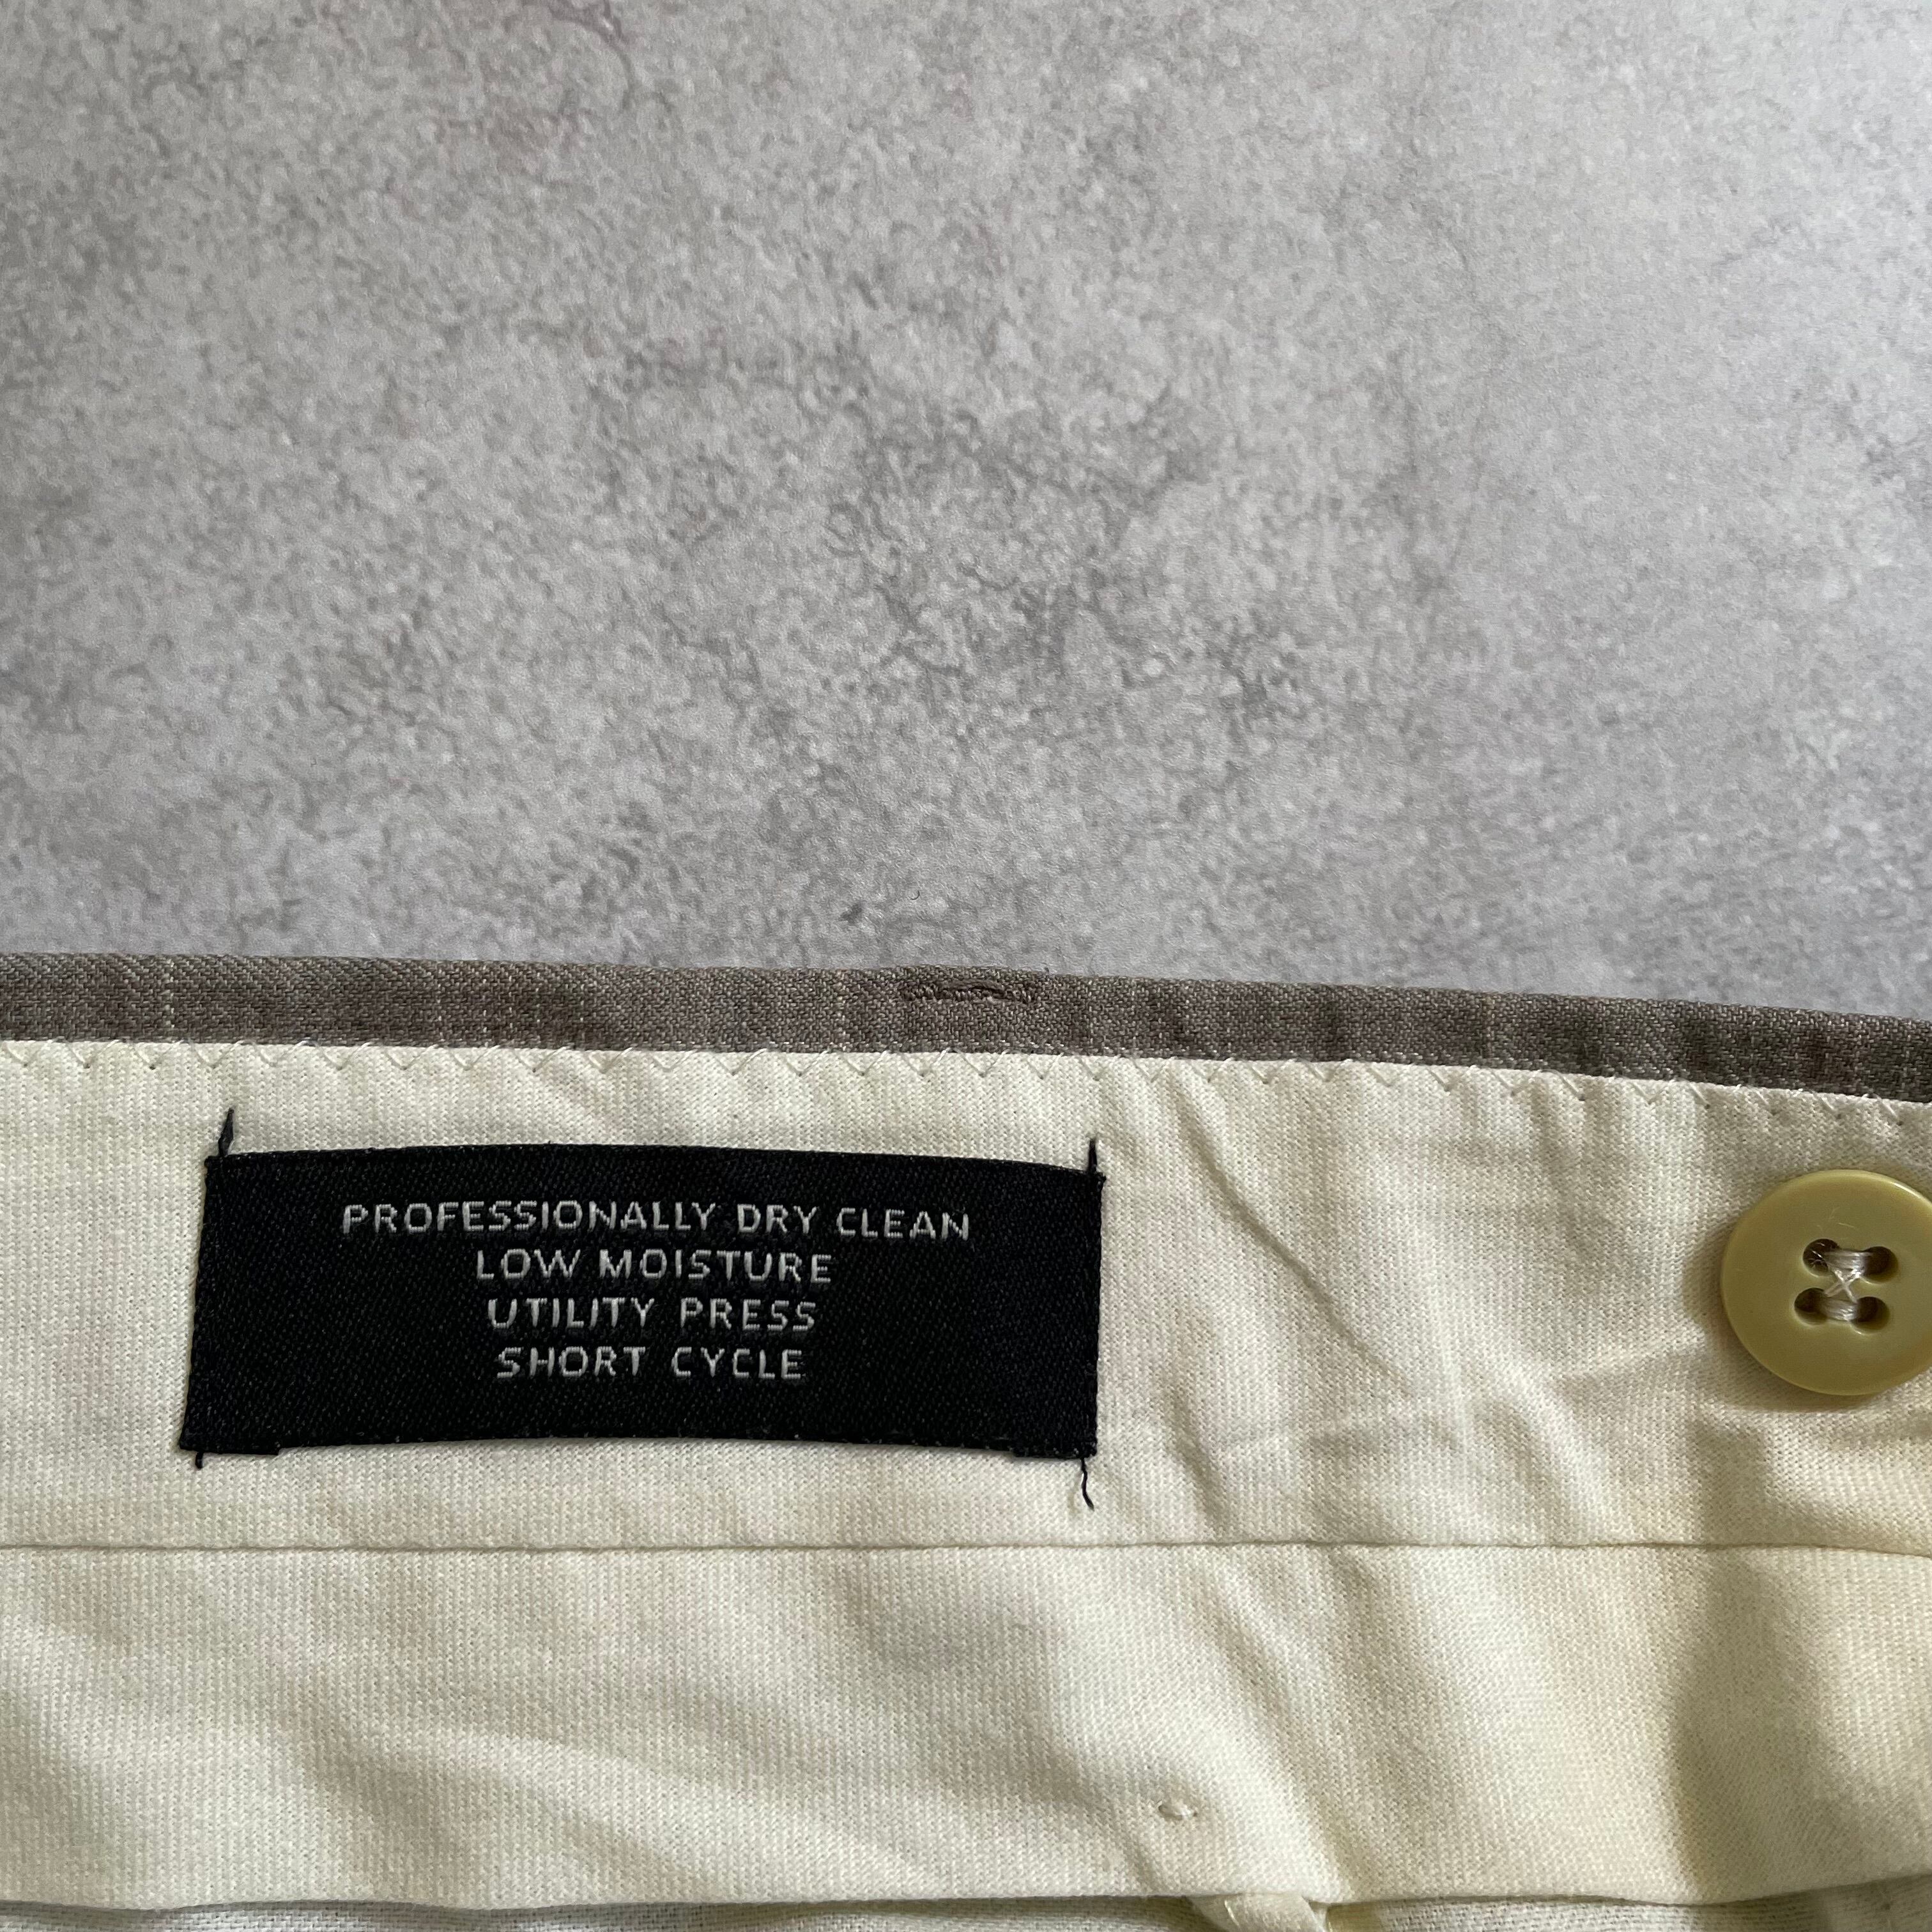 PROFESSIONALLY DRY CLEAN
LOW MOISTURE
UTILITY PRESS
SHORT CYCLE